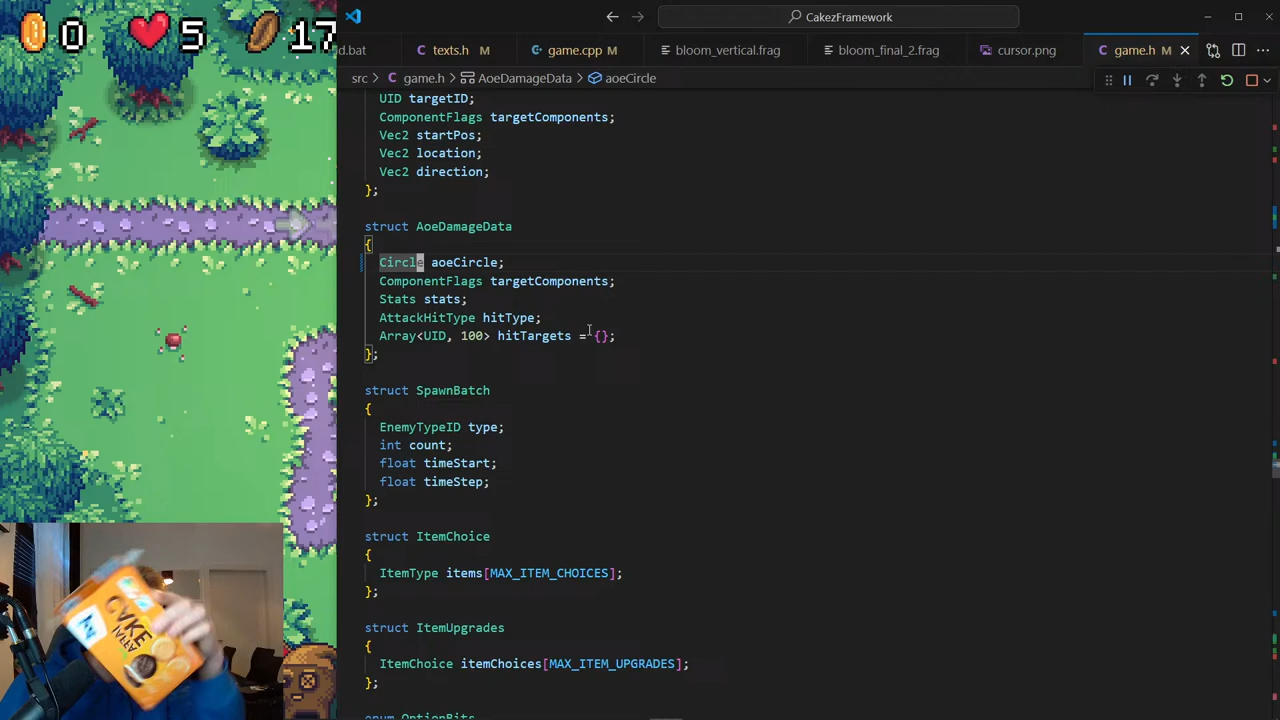 0 5 17
CakezFramework
d.bat texts.h M game.cpp M bloom_vertical.frag bloom_final_2.frag cursor.png game.h M
src > game.h > AoeDamageData > aoeCircle
UID targetID;
ComponentFlags targetComponents;
Vec2 startPos;
Vec2 location;
Vec2 direction;
};
struct AoeDamageData
{
Circle aoeCircle;
ComponentFlags targetComponents;
Stats stats;
AttackHitType hitType;
Array<UID, 100> hitTargets = {};
};
struct SpawnBatch
{
EnemyTypeID type;
int count;
float timeStart;
float timeStep;
};
struct ItemChoice
{
ItemType items[MAX_ITEM_CHOICES];
};
struct ItemUpgrades
{
ItemChoice itemChoices[MAX_ITEM_UPGRADES];
};
enum OptionBits
CAKE